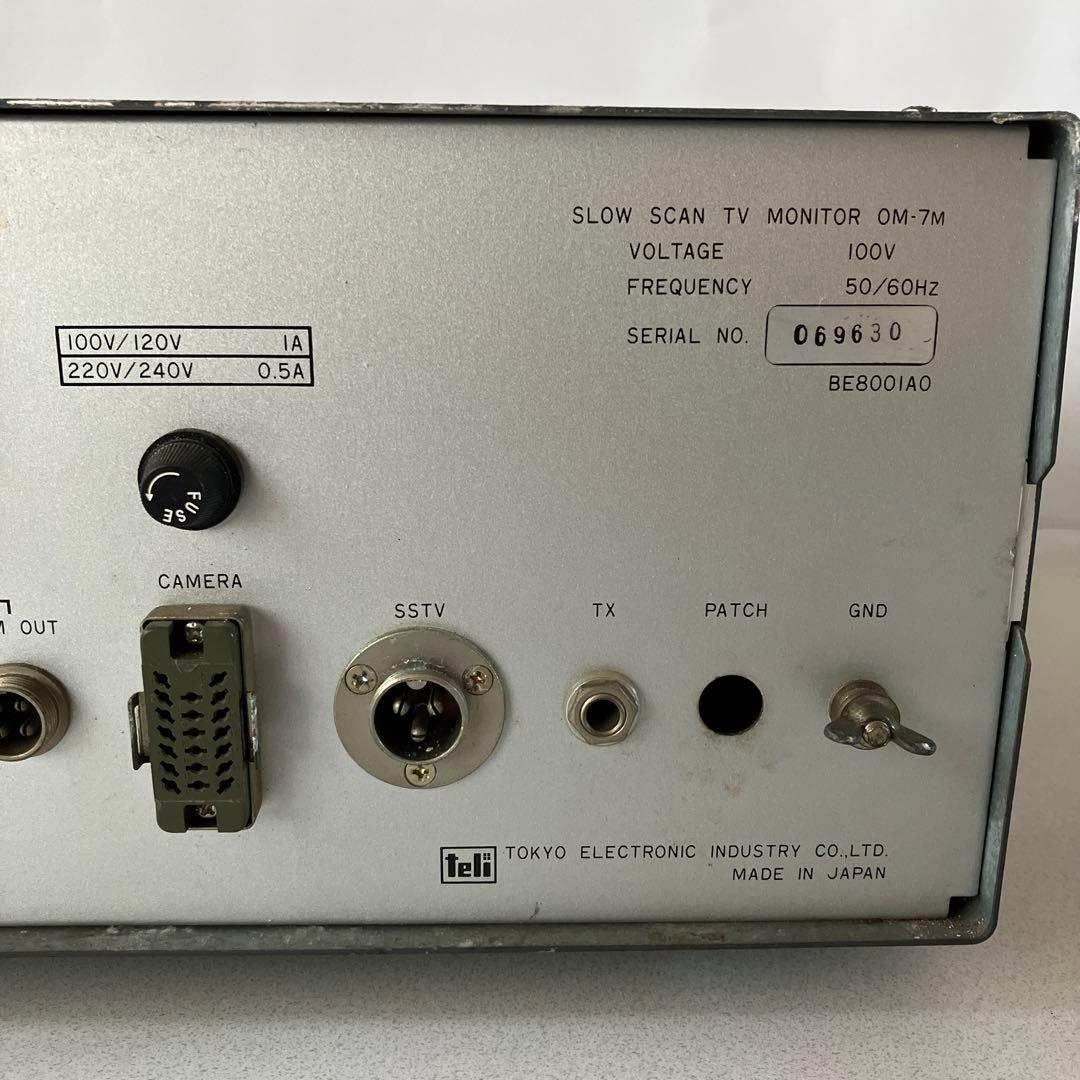 SLOW SCAN TV MONITOR OM-7M
VOLTAGE 100V
FREQUENCY 50/60Hz
SERIAL NO. 069630
BE8001A0
100V/120V 1A
220V/240V 0.5A
FUSE
CAMERA
OUT
SSTV
TX
PATCH
GND
teli TOKYO ELECTRONIC INDUSTRY CO.,LTD.
MADE IN JAPAN